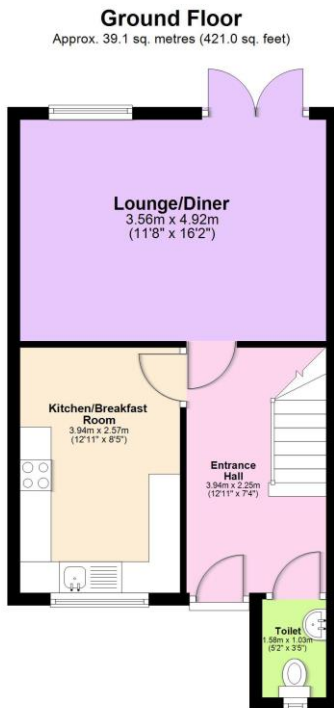 Ground Floor
Approx. 39.1 sq. metres (421.0 sq. feet)
Lounge/Diner
3.56m x 4.92m
(11'8" x 16'2")
Kitchen/Breakfast
Room
3.94m x 2.57m
(12'11" x 8'5")
Entrance
Hall
3.94m x 2.25m
(12'11" x 7'4")
Toilet
1.58m x 1.03m
(5'2" x 3'5")